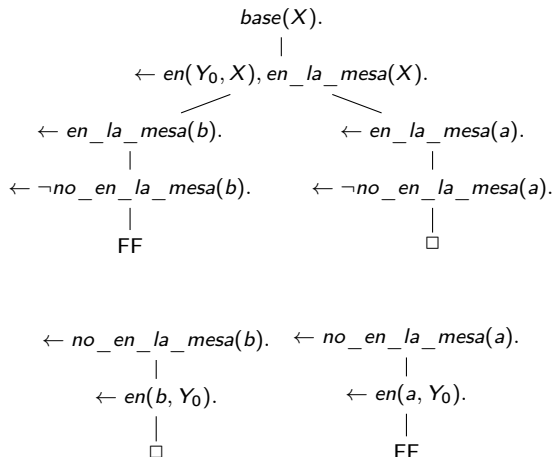 base(X).
← en(Y₀, X), en_la_mesa(X).
← en_la_mesa(b). ← en_la_mesa(a).
← ¬no_en_la_mesa(b). ← ¬no_en_la_mesa(a).
FF □
← no_en_la_mesa(b). ← no_en_la_mesa(a).
← en(b, Y₀). ← en(a, Y₀).
□ FF